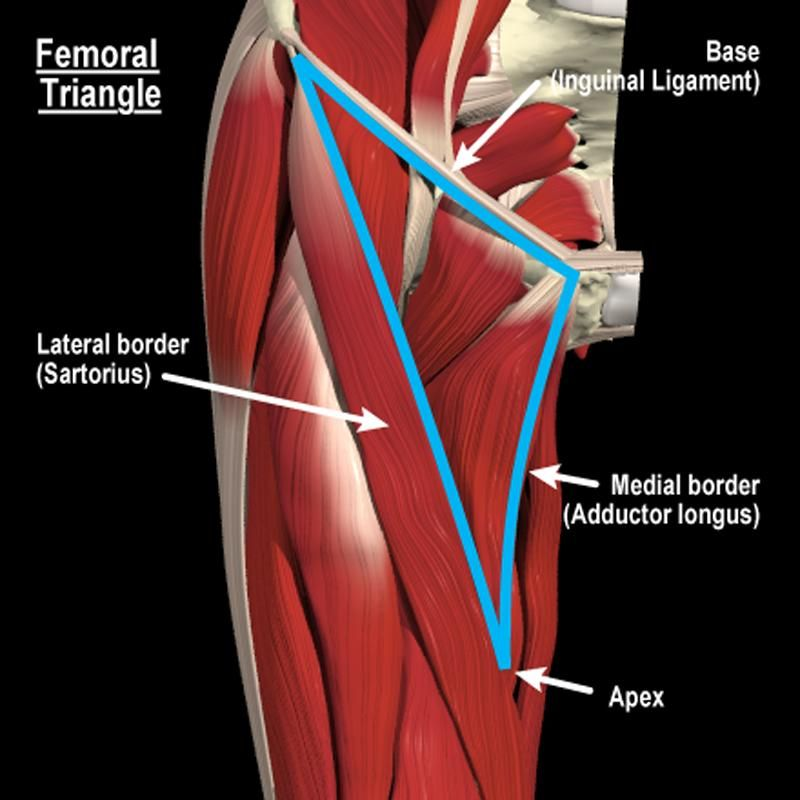 Femoral
Triangle
Base
(Inguinal Ligament)
Lateral border
(Sartorius)
Medial border
(Adductor longus)
Apex